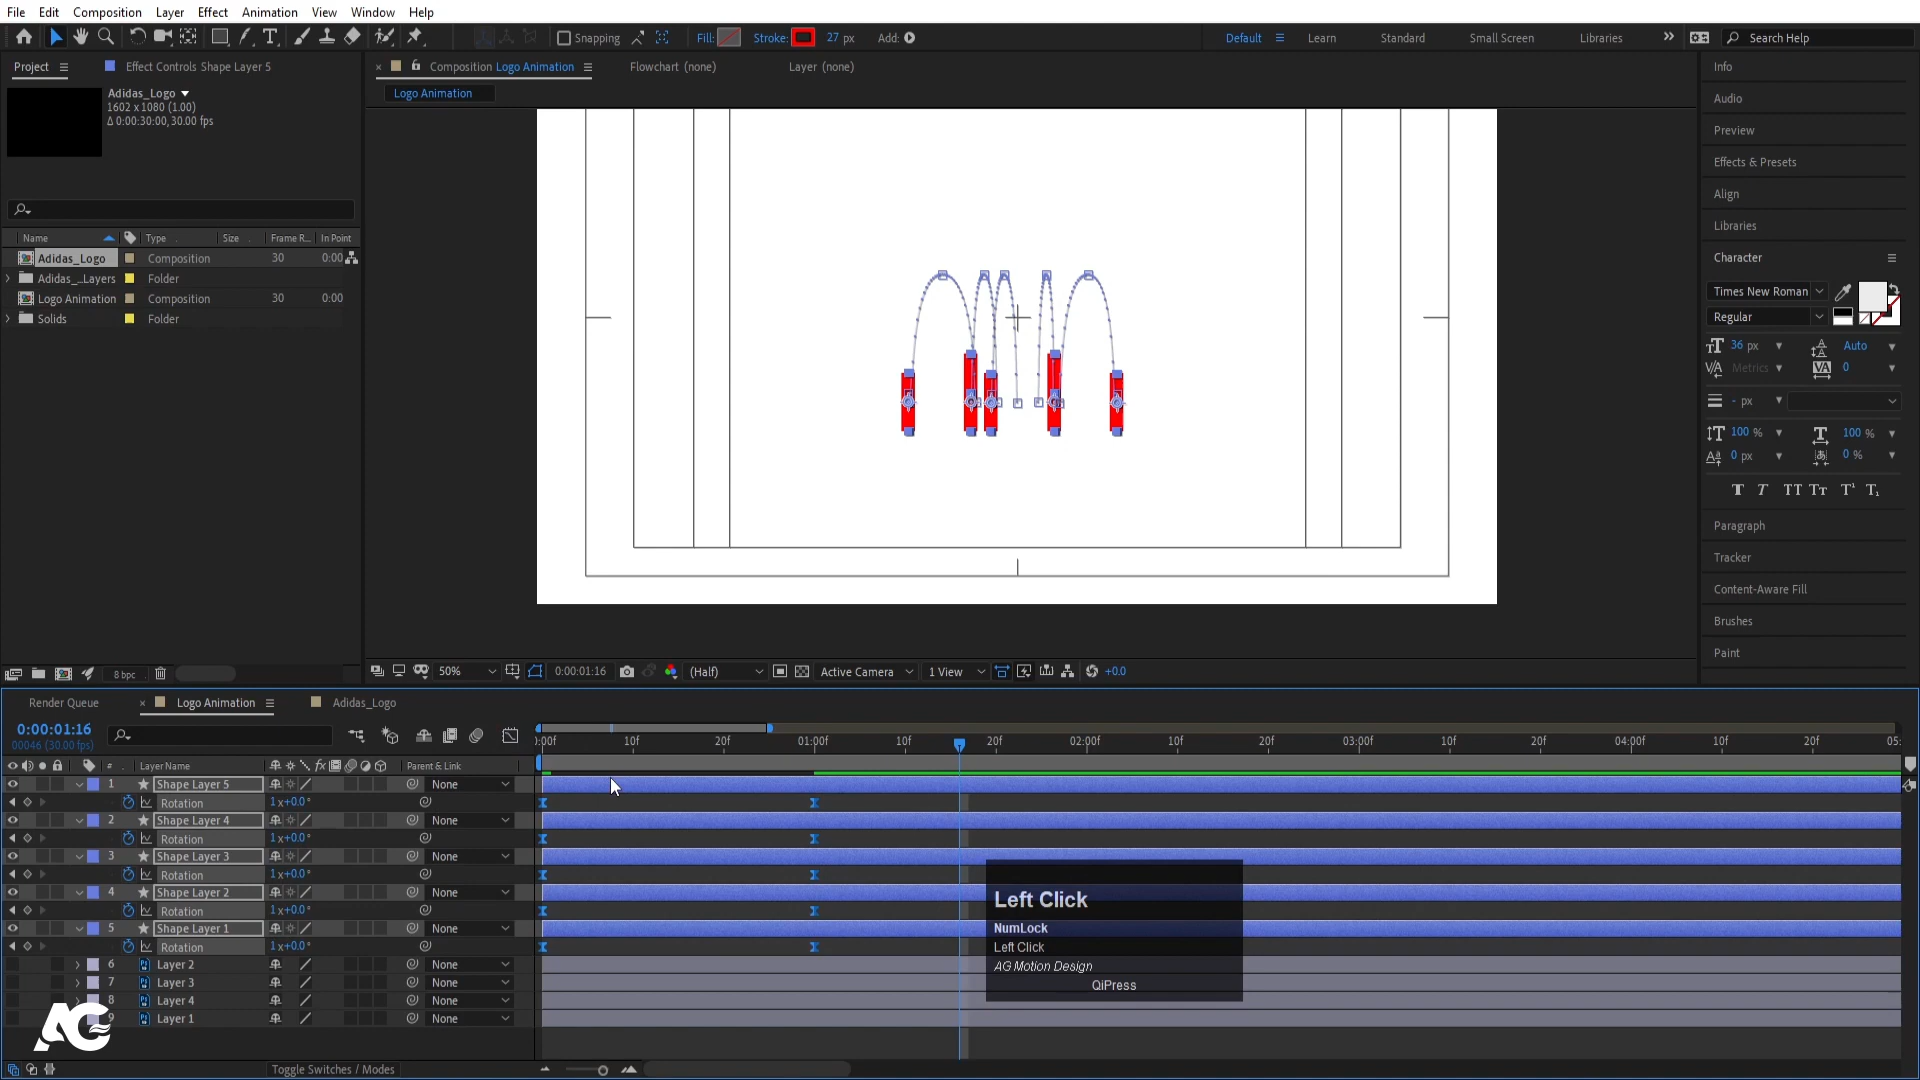 File Edit Composition Layer Effect Animation View Window Help
Snapping Fill: Stroke: 27 px Add: Default Learn Standard Small Screen Libraries Search Help
Project Effect Controls Shape Layer 5
Composition Logo Animation Flowchart (none) Layer (none)
Logo Animation
Adidas_Logo
1602 x 1080 (1.00)
Δ 0:00:30:00, 30.00 fps
Name Type Size Frame R... In Point
Adidas_Logo Composition 30 0:00
Adidas_..Layers Folder
Logo Animation Composition 30 0:00
Solids Folder
8 bpc
50% 0:00:01:16 (Half) Active Camera 1 View +0.0
Info
Audio
Preview
Effects & Presets
Align
Libraries
Character
Times New Roman
Regular
36 px Auto
Metrics 0
- px
100 % 100 %
0 px 0 %
T T TT Tt T¹ T₁
Paragraph
Tracker
Content-Aware Fill
Brushes
Paint
Render Queue Logo Animation Adidas_Logo
0:00:01:16
00046 (30.00 fps)
0:00f 10f 20f 01:00f 10f 20f 02:00f 10f 20f 03:00f 10f 20f 04:00f 10f 20f 05:
# Layer Name Parent & Link
1 Shape Layer 5 None
Rotation 1x+0.0°
2 Shape Layer 4 None
Rotation 1x+0.0°
3 Shape Layer 3 None
Rotation 1x+0.0°
4 Shape Layer 2 None
Rotation 1x+0.0°
5 Shape Layer 1 None
Rotation 1x+0.0°
6 Layer 2 None
7 Layer 3 None
8 Layer 4 None
9 Layer 1 None
Left Click
NumLock
Left Click
AG Motion Design
QiPress
AG
Toggle Switches / Modes